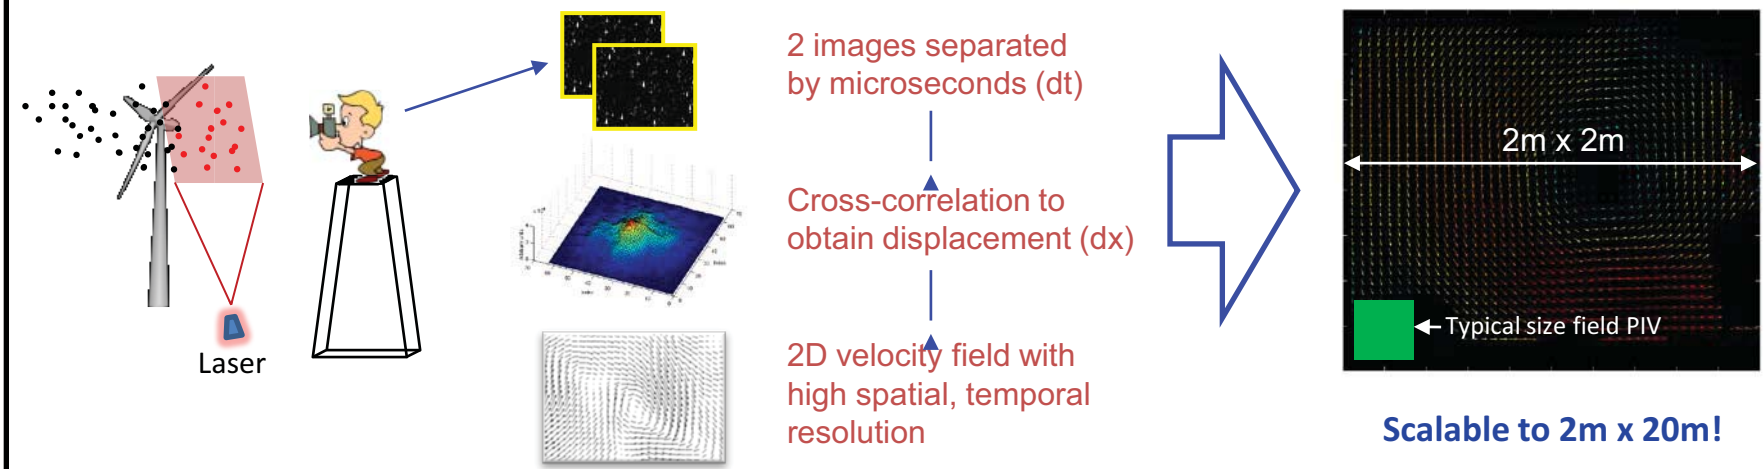 Laser
2 images separated
by microseconds (dt)
Cross-correlation to
obtain displacement (dx)
2D velocity field with
high spatial, temporal
resolution
2m x 2m
Typical size field PIV
Scalable to 2m x 20m!